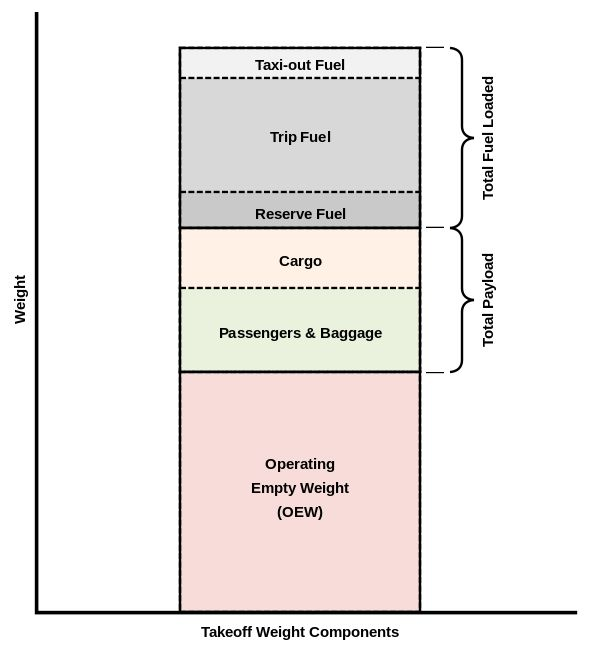 Taxi-out Fuel
Trip Fuel
Reserve Fuel
Cargo
Passengers & Baggage
Operating
Empty Weight
(OEW)
Total Fuel Loaded
Total Payload
Weight
Takeoff Weight Components